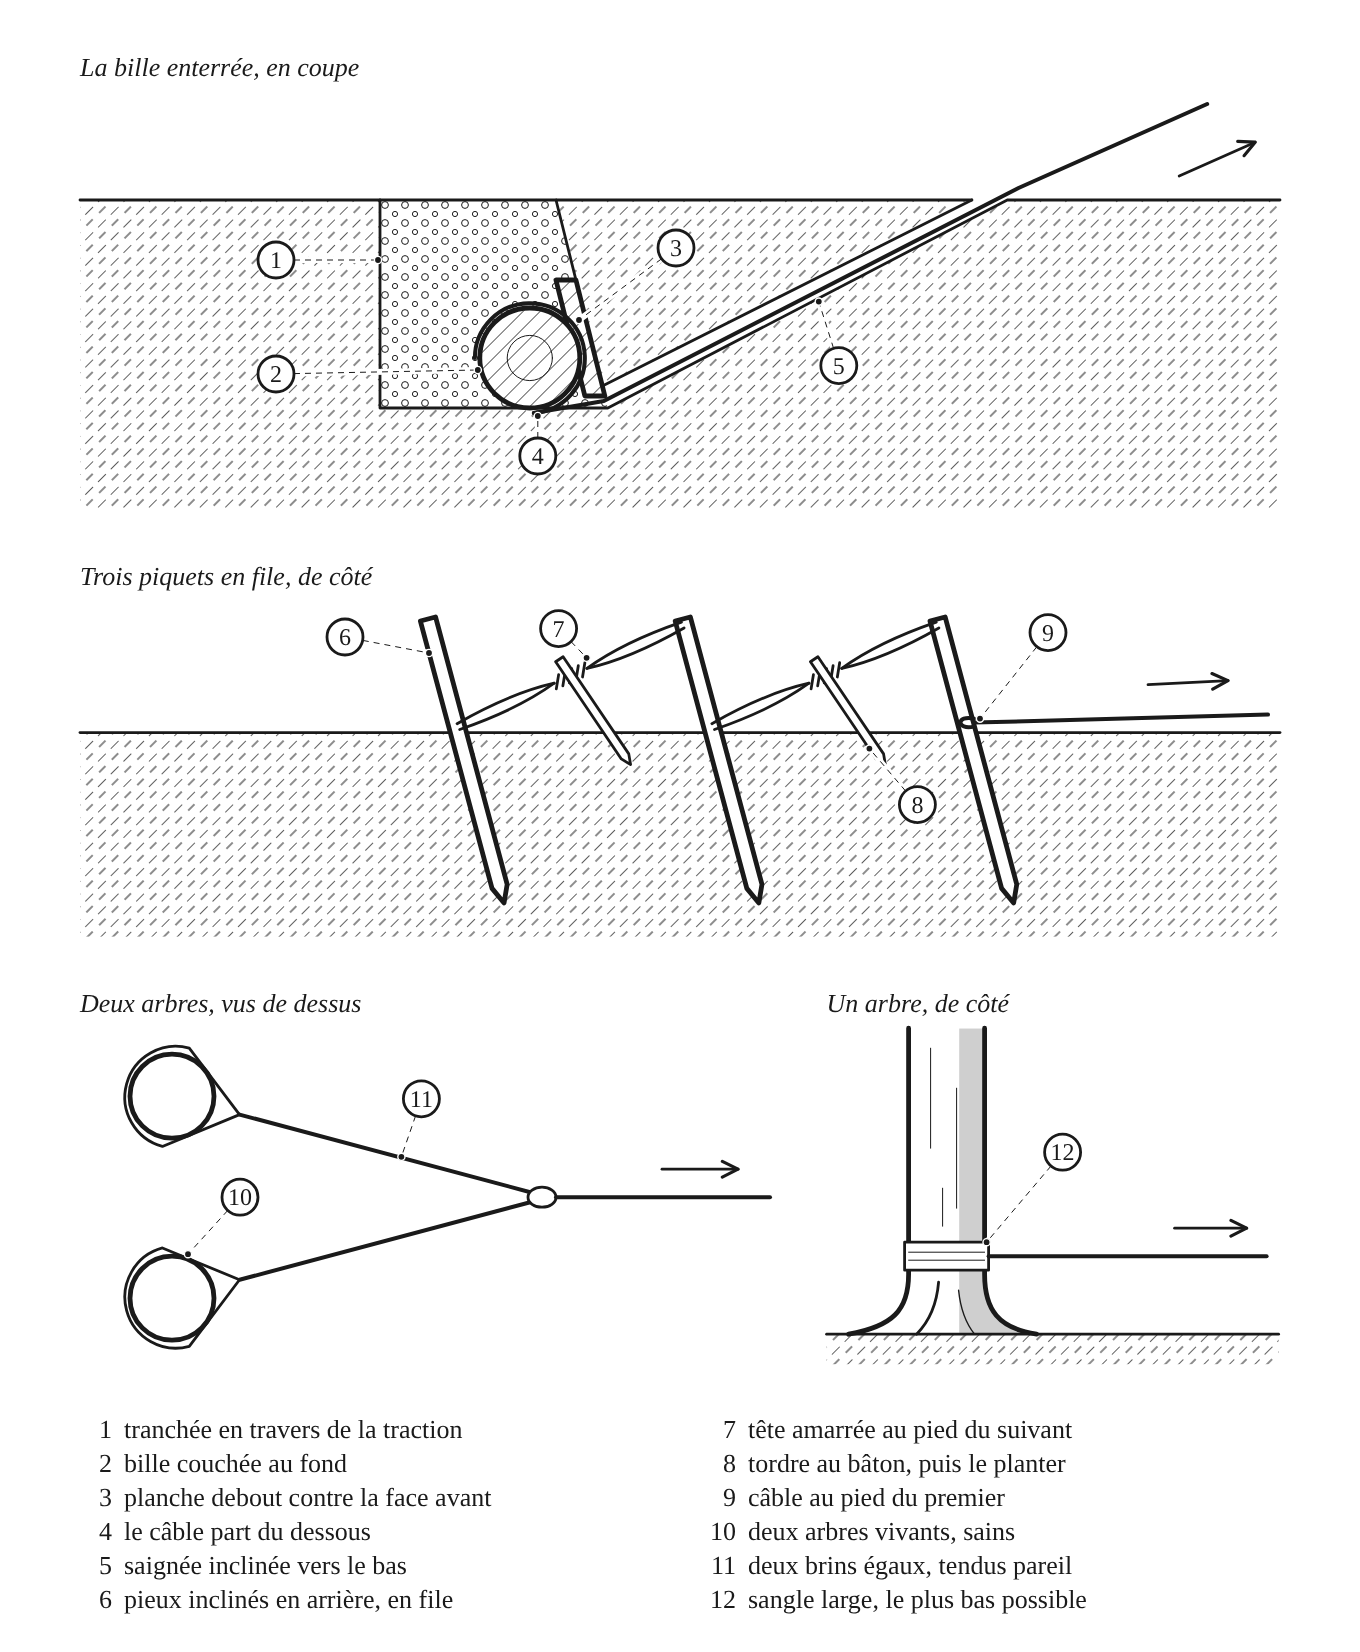 La bille enterrée, en coupe
1
3
2
5
4
Trois piquets en file, de côté
6
7
9
8
Deux arbres, vus de dessus
Un arbre, de côté
11
12
10
1 tranchée en travers de la traction
2 bille couchée au fond
3 planche debout contre la face avant
4 le câble part du dessous
5 saignée inclinée vers le bas
6 pieux inclinés en arrière, en file
7 tête amarrée au pied du suivant
8 tordre au bâton, puis le planter
9 câble au pied du premier
10 deux arbres vivants, sains
11 deux brins égaux, tendus pareil
12 sangle large, le plus bas possible